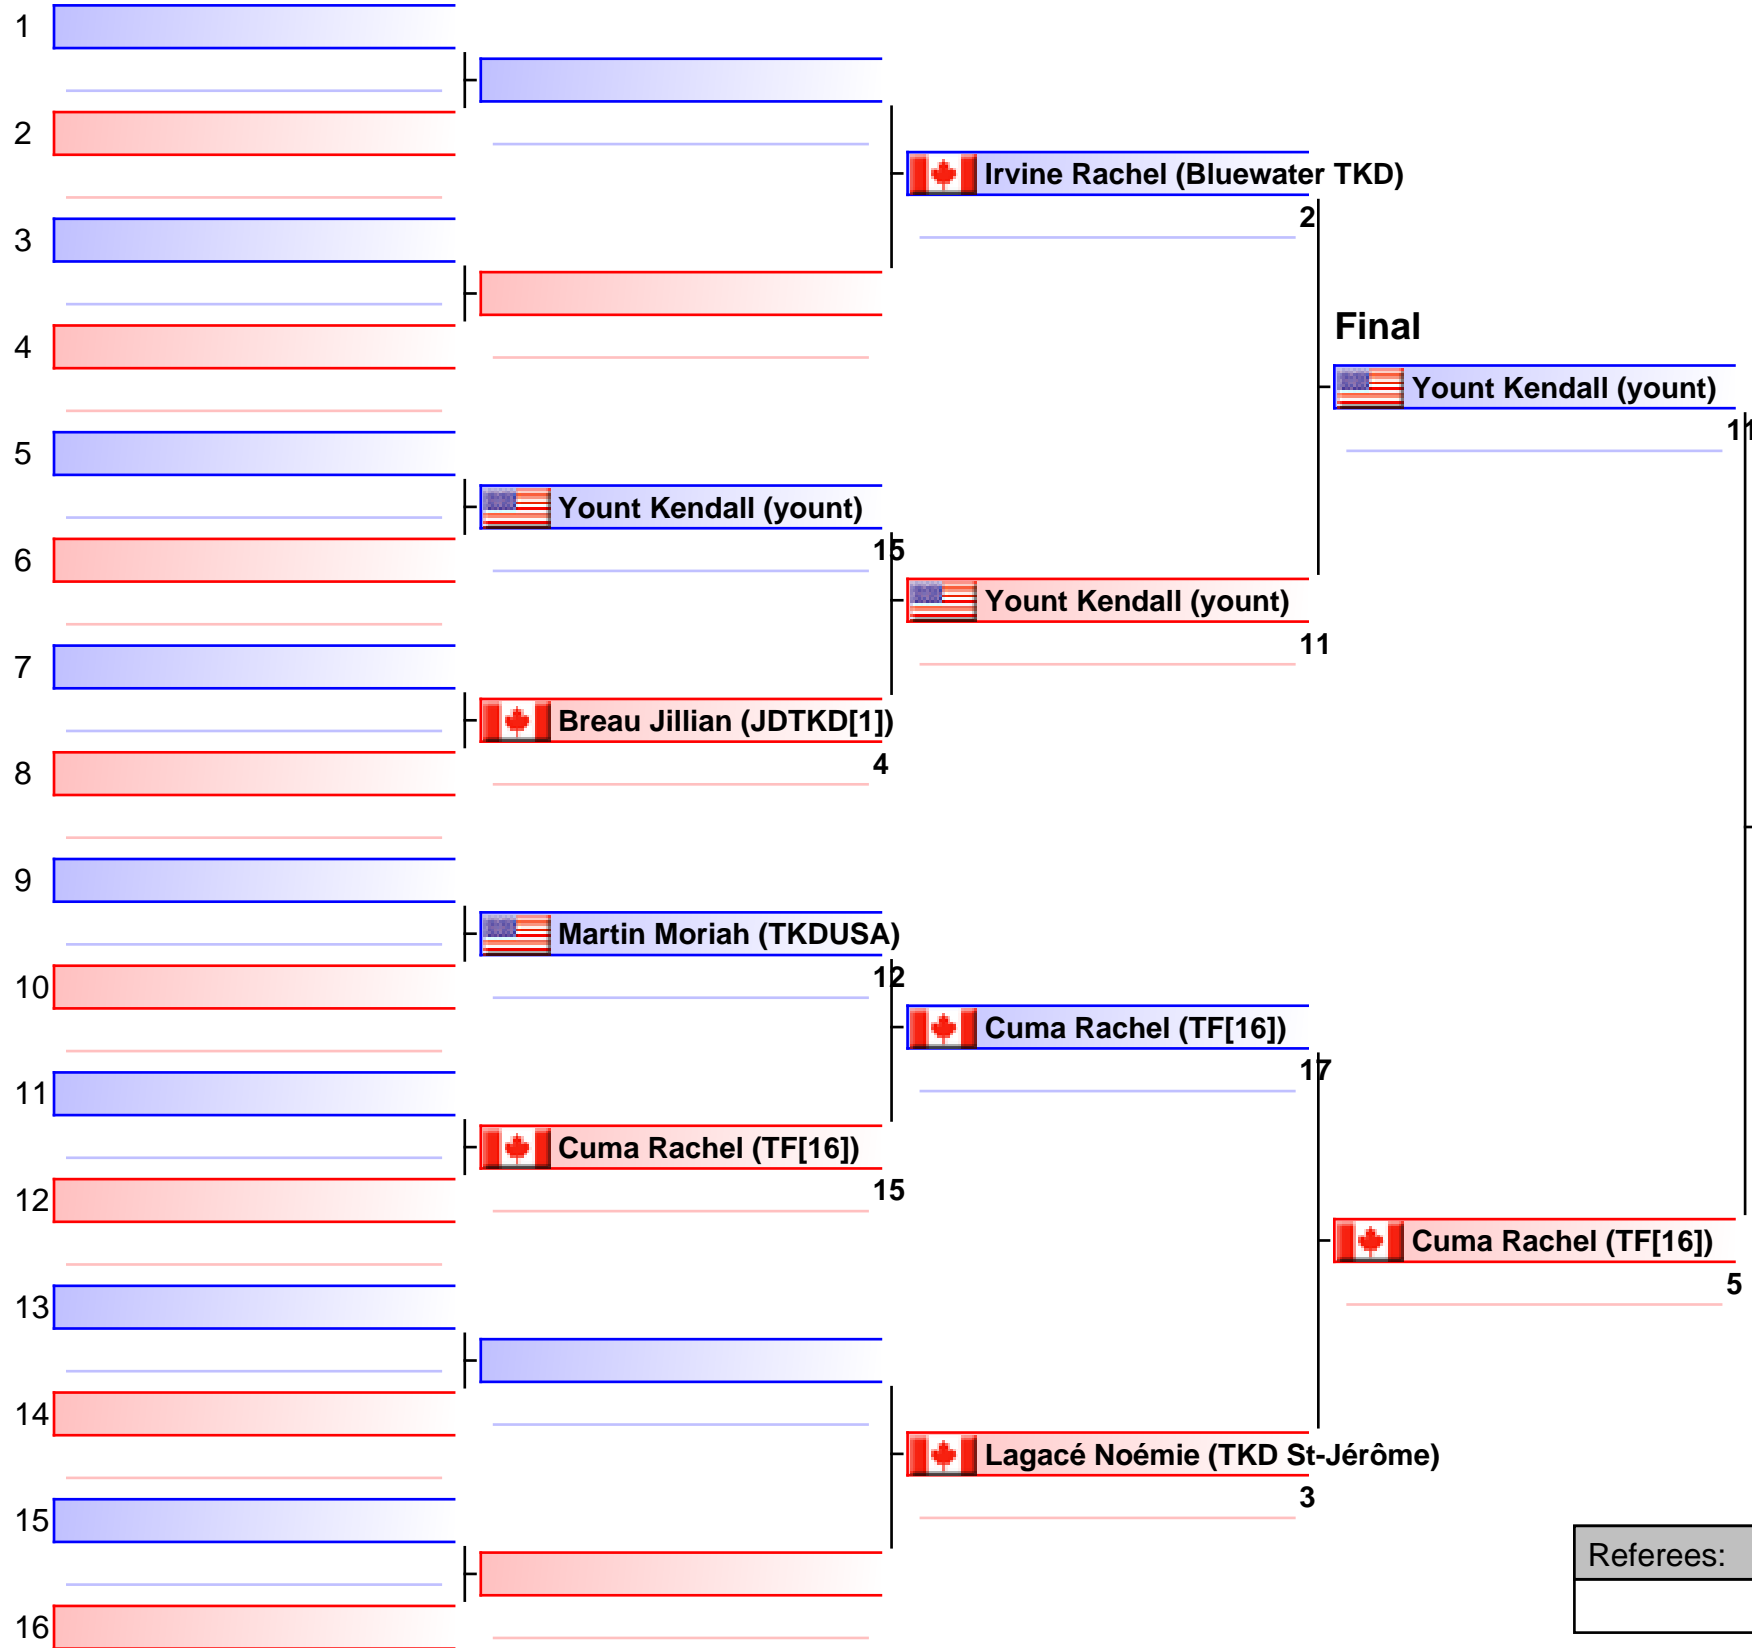 1
2
Irvine Rachel (Bluewater TKD)
2
3
Final
4
Yount Kendall (yount)
11
5
Yount Kendall (yount)
15
6
Yount Kendall (yount)
11
7
Breau Jillian (JDTKD[1])
4
8
9
Martin Moriah (TKDUSA)
12
10
Cuma Rachel (TF[16])
17
11
Cuma Rachel (TF[16])
15
12
Cuma Rachel (TF[16])
5
13
14
Lagacé Noémie (TKD St-Jérôme)
3
15
Referees:
16